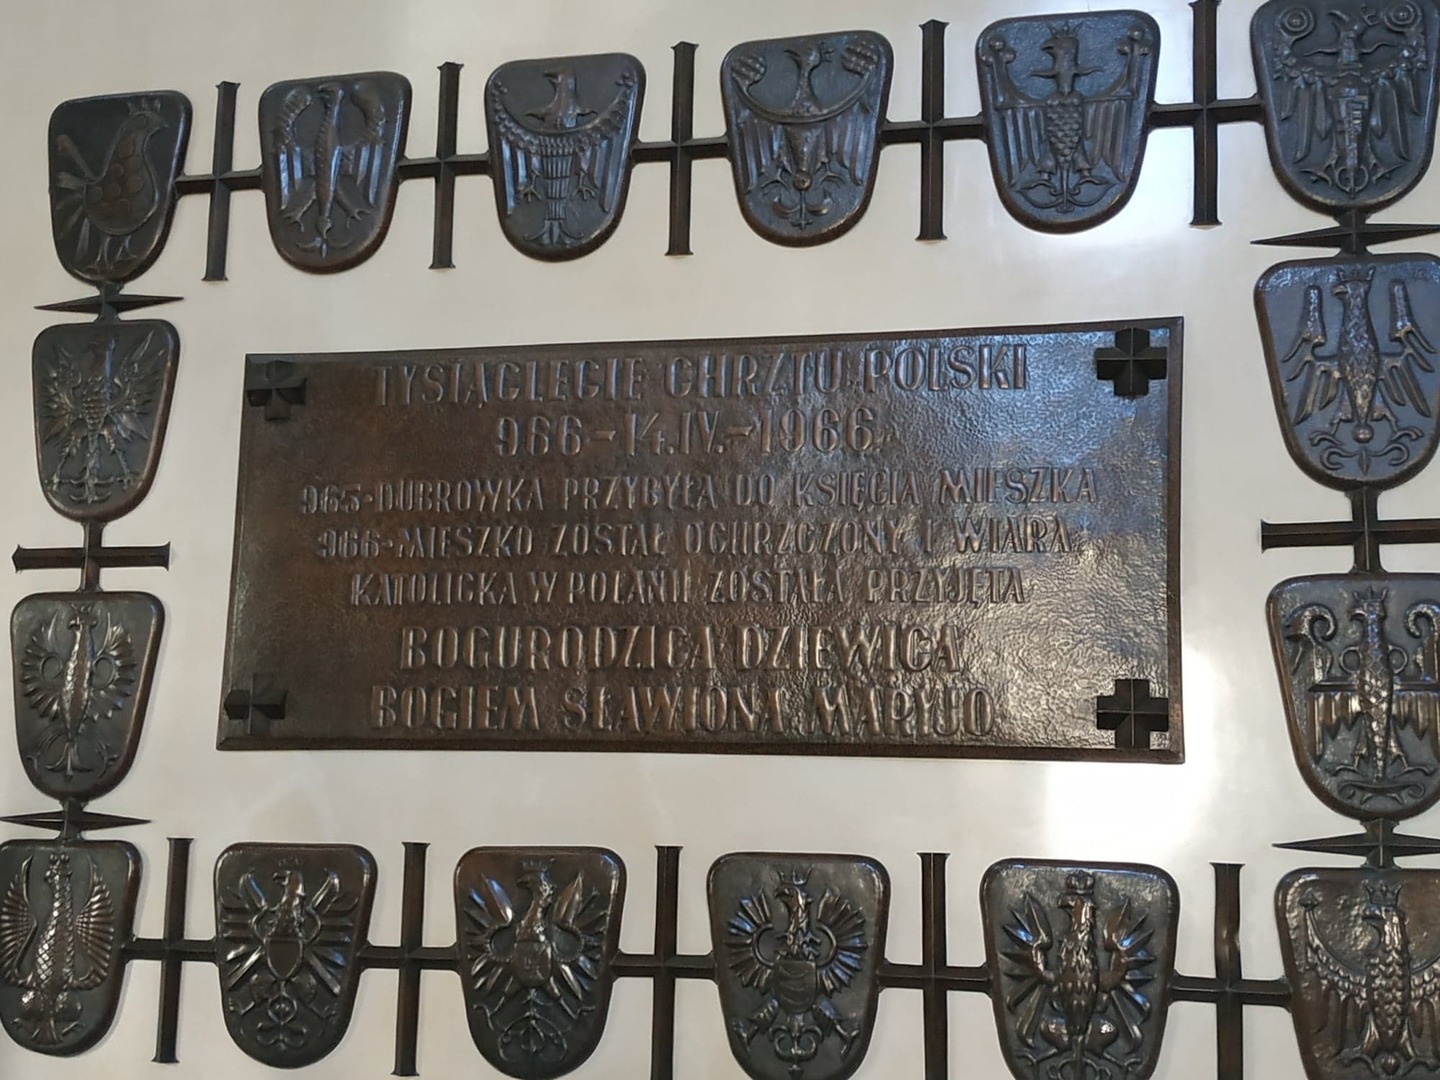 TYSIĄCLECIE CHRZTU POLSKI
966-14.IV.-1966
965-DUBROWKA PRZYBYŁA DO KSIĘCIA MIESZKA
966-MIESZKO ZOSTAŁ OCHRZCZONY I WIARA
KATOLICKA W POLANII ZOSTAŁA PRZYJĘTA
BOGURODZICA DZIEWICA
BOGIEM SŁAWIONA MARYJO